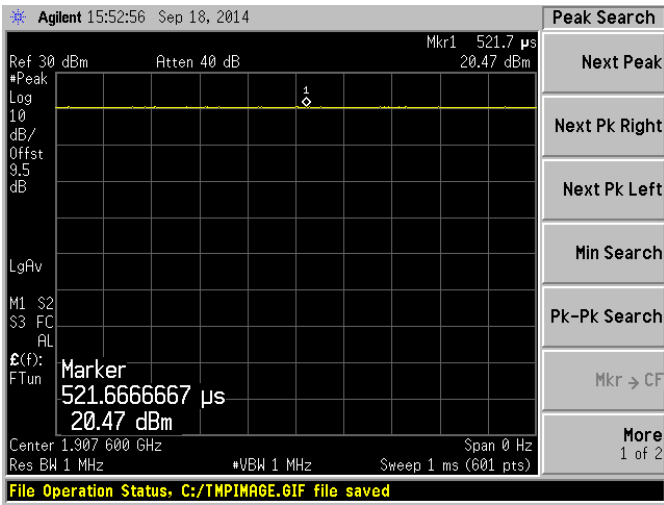 Agilent 15:52:56 Sep 18, 2014
Peak Search
Mkr1 521.7 µs
Ref 30 dBm Atten 40 dB 20.47 dBm
#Peak
Log
10
dB/
Offst
9.5
dB
1
LgAv
M1 S2
S3 FC
AL
£(f):
FTun
Marker
521.6666667 µs
20.47 dBm
Center 1.907 600 GHz Span 0 Hz
Res BW 1 MHz #VBW 1 MHz Sweep 1 ms (601 pts)
File Operation Status, C:/TMPIMAGE.GIF file saved
Next Peak
Next Pk Right
Next Pk Left
Min Search
Pk-Pk Search
Mkr → CF
More
1 of 2